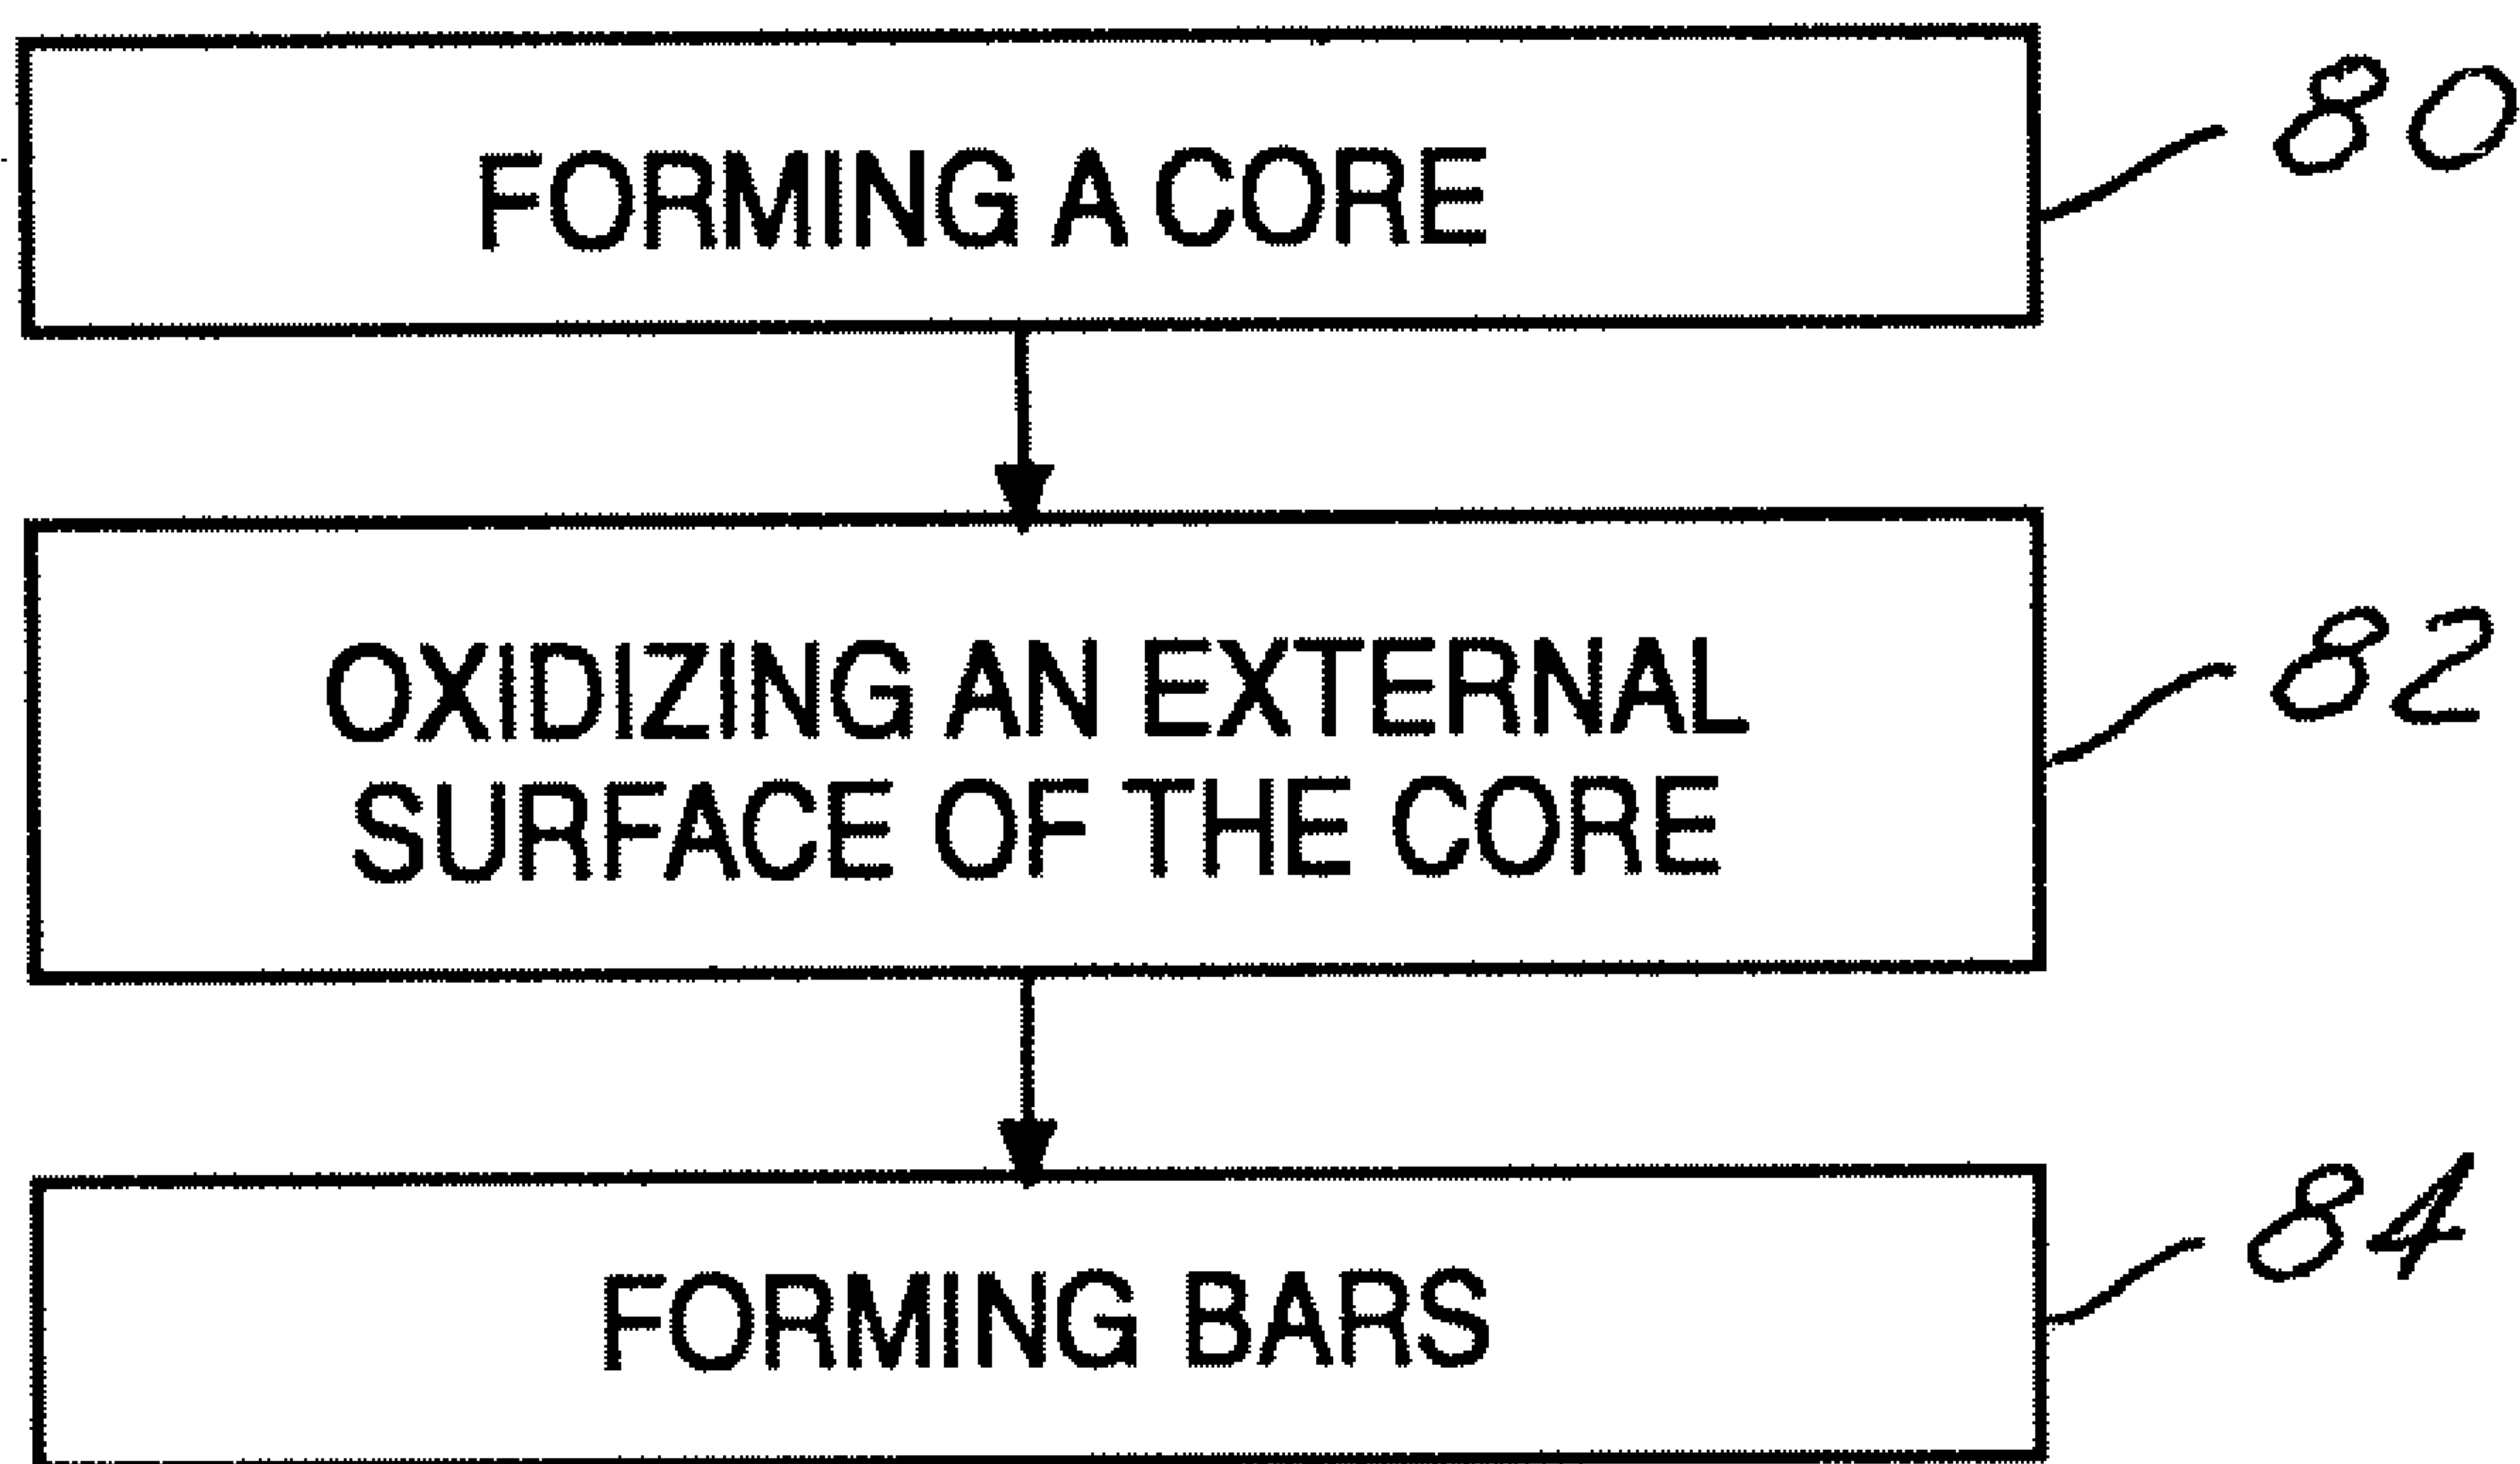 FORMING A CORE
80
OXIDIZING AN EXTERNAL
SURFACE OF THE CORE
82
FORMING BARS
84